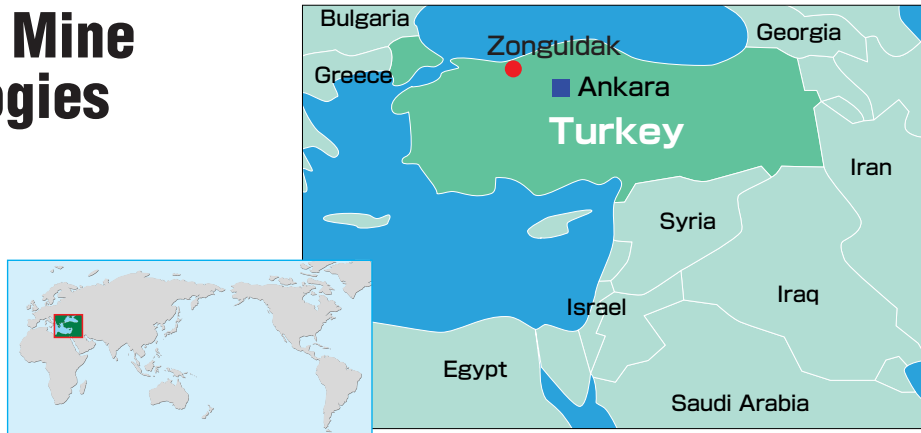 Mine
ogies
Bulgaria
Georgia
Zonguldak
Greece
Ankara
Turkey
Iran
Syria
Israel
Iraq
Egypt
Saudi Arabia